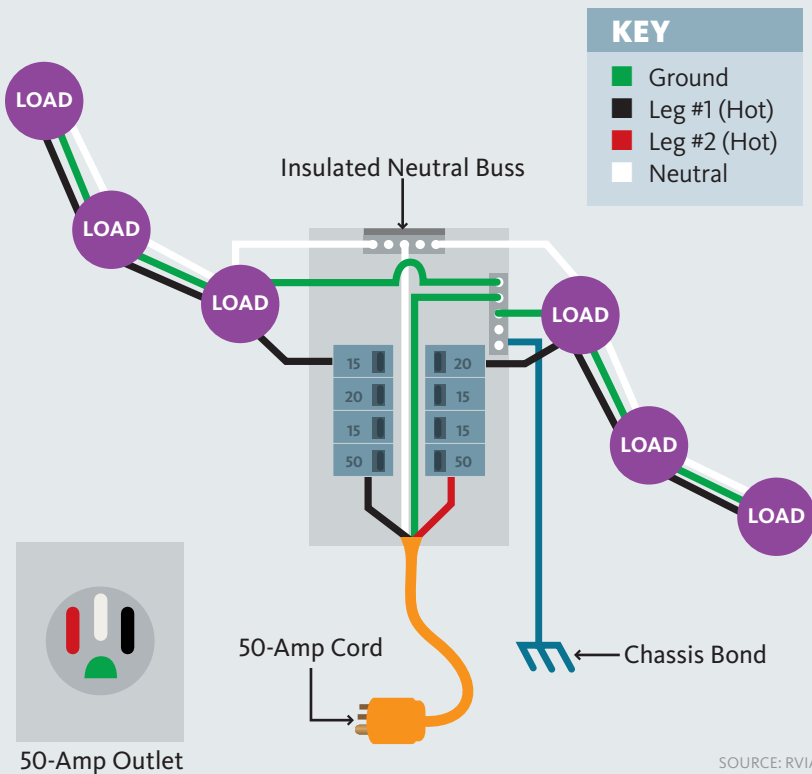 KEY
Ground
Leg #1 (Hot)
Leg #2 (Hot)
Neutral
LOAD
Insulated Neutral Buss
LOAD
LOAD
LOAD
15
20
20
15
15
15
50
50
LOAD
LOAD
50-Amp Cord
Chassis Bond
50-Amp Outlet
SOURCE: RVIA